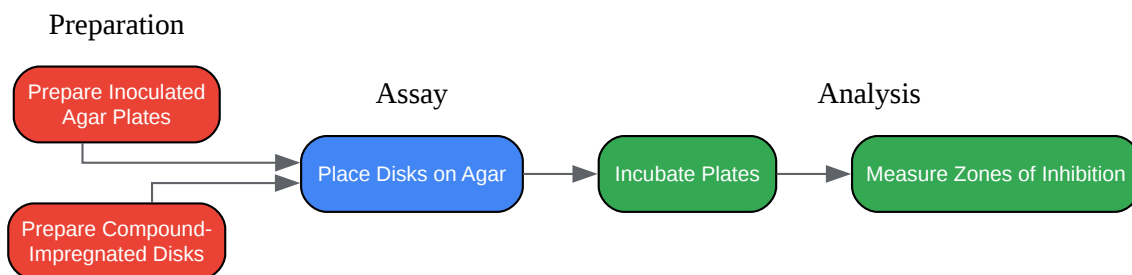 Preparation
Prepare Inoculated
Agar Plates
Prepare Compound-
Impregnated Disks
Assay
Place Disks on Agar
Analysis
Incubate Plates
Measure Zones of Inhibition